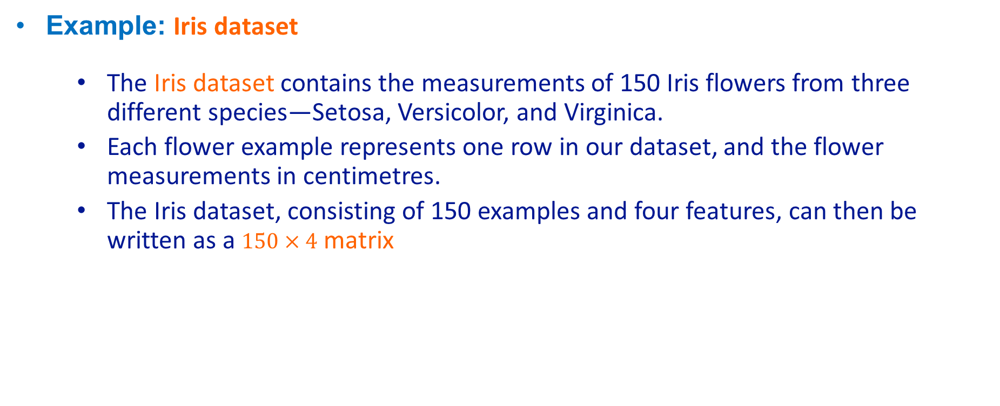 • Example: Iris dataset
• The Iris dataset contains the measurements of 150 Iris flowers from three
different species—Setosa, Versicolor, and Virginica.
• Each flower example represents one row in our dataset, and the flower
measurements in centimetres.
• The Iris dataset, consisting of 150 examples and four features, can then be
written as a 150 × 4 matrix